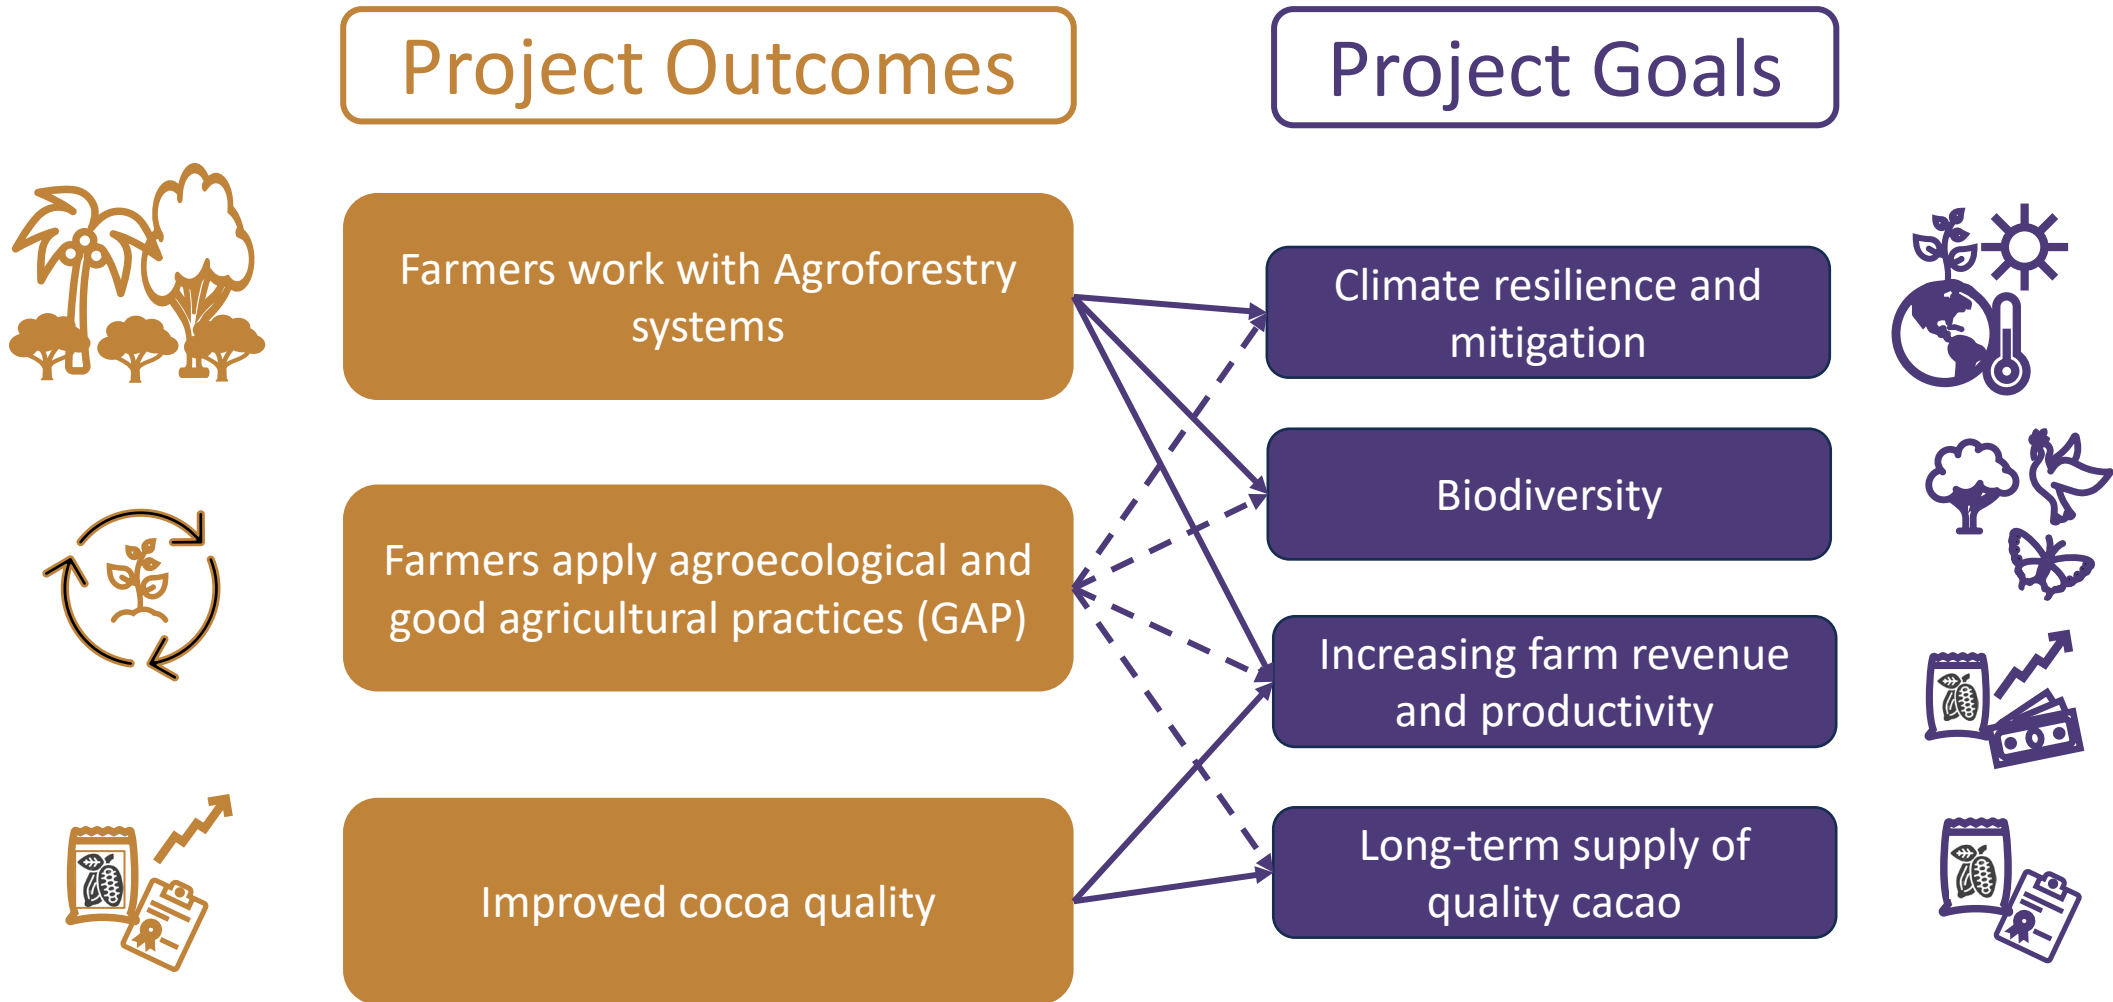 Project Outcomes
Project Goals
Farmers work with Agroforestry
systems
Farmers apply agroecological and
good agricultural practices (GAP)
Improved cocoa quality
Climate resilience and
mitigation
Biodiversity
Increasing farm revenue
and productivity
Long-term supply of
quality cacao